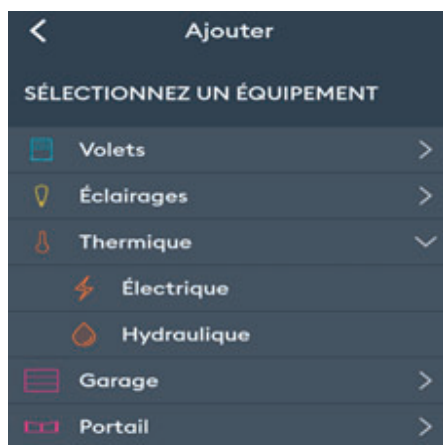 Ajouter
SÉLECTIONNEZ UN ÉQUIPEMENT
Volets
Éclairages
Thermique
Électrique
Hydraulique
Garage
Portail